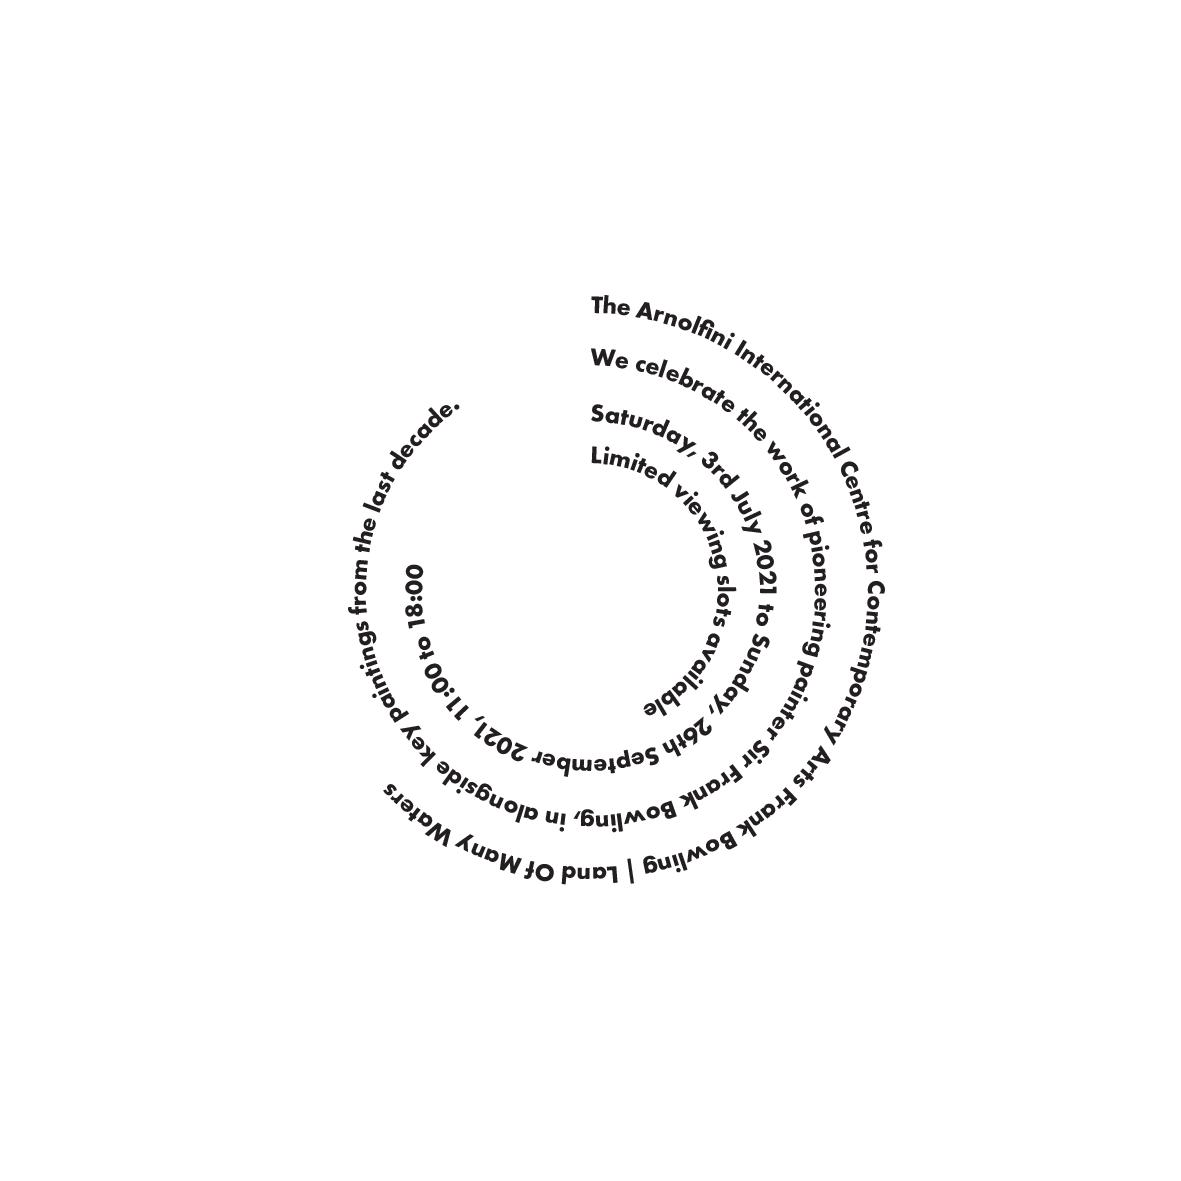 The Arnolfini International Centre for Contemporary Arts Frank Bowling | Land Of Many Waters
We celebrate the work of pioneering painter Sir Frank Bowling, in alongside key paintings from the last decade.
Saturday, 3rd July 2021 to Sunday, 26th September 2021, 11:00 to 18:00
Limited viewing slots available